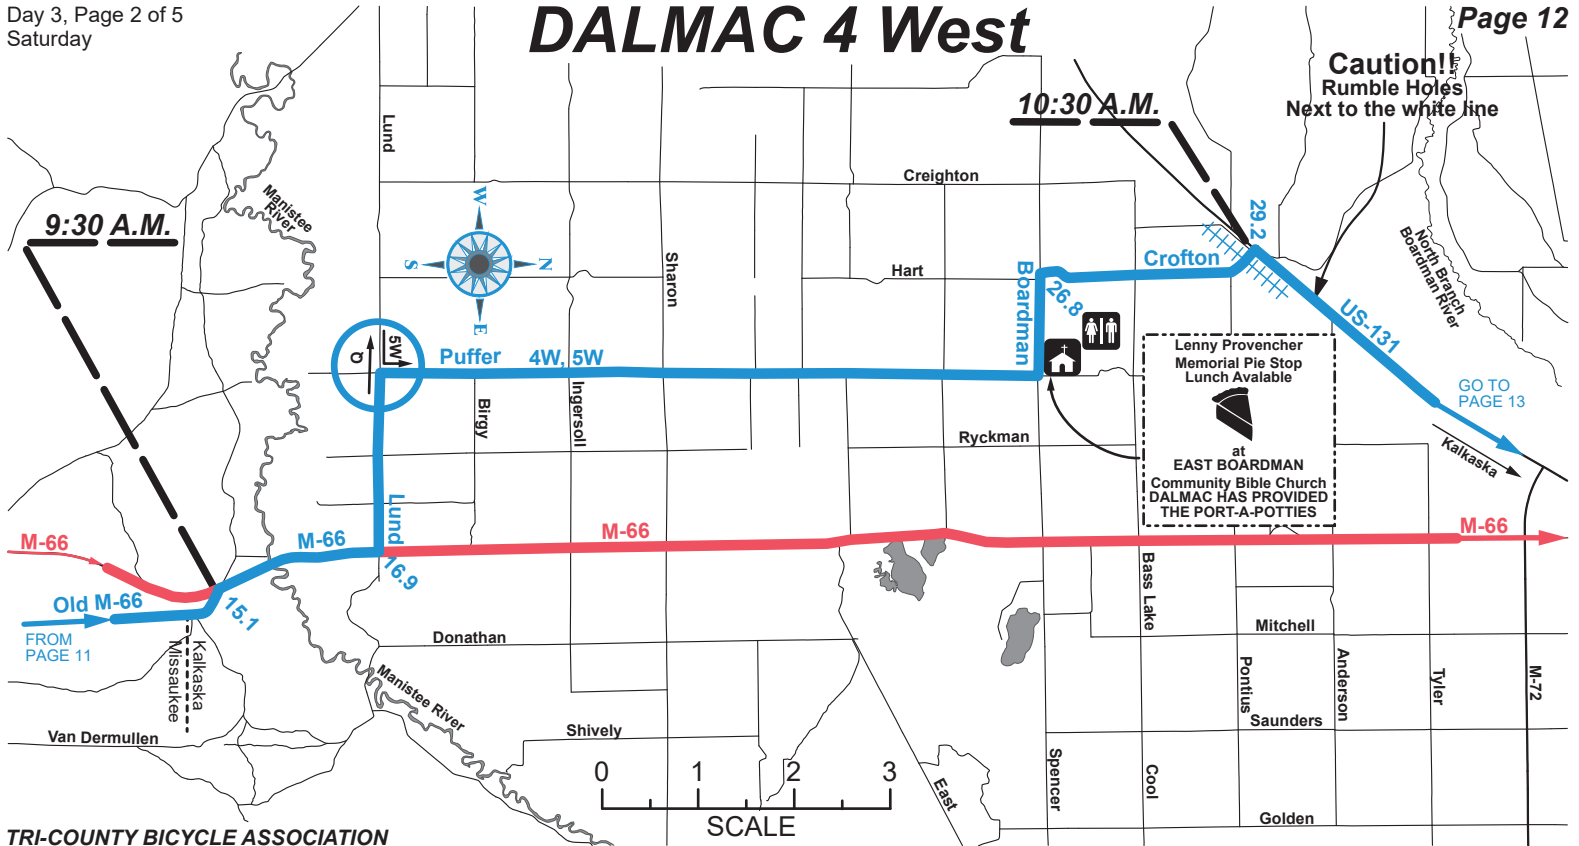 Day 3, Page 2 of 5
Saturday
DALMAC 4 West
Page 12
Caution!!
Rumble Holes
Next to the white line
10:30 A.M.
9:30 A.M.
Lund
Creighton
Manistee
River
W
S
N
E
Sharon
Hart
Boardman
26.8
Crofton
29.2
US-131
North Branch
Boardman River
Q
5W
Puffer
4W, 5W
Birgy
Ingersoll
Lenny Provencher
Memorial Pie Stop
Lunch Avalable
at
EAST BOARDMAN
Community Bible Church
DALMAC HAS PROVIDED
THE PORT-A-POTTIES
GO TO
PAGE 13
Kalkaska
Ryckman
M-66
M-66
Lund
16.9
M-66
M-66
Old M-66
15.1
FROM
PAGE 11
Kalkaska
Missaukee
Donathan
Manistee River
Bass Lake
Mitchell
Pontius
Anderson
Tyler
M-72
Saunders
Van Dermullen
Shively
0
1
2
3
SCALE
East
Spencer
Cool
Golden
TRI-COUNTY BICYCLE ASSOCIATION